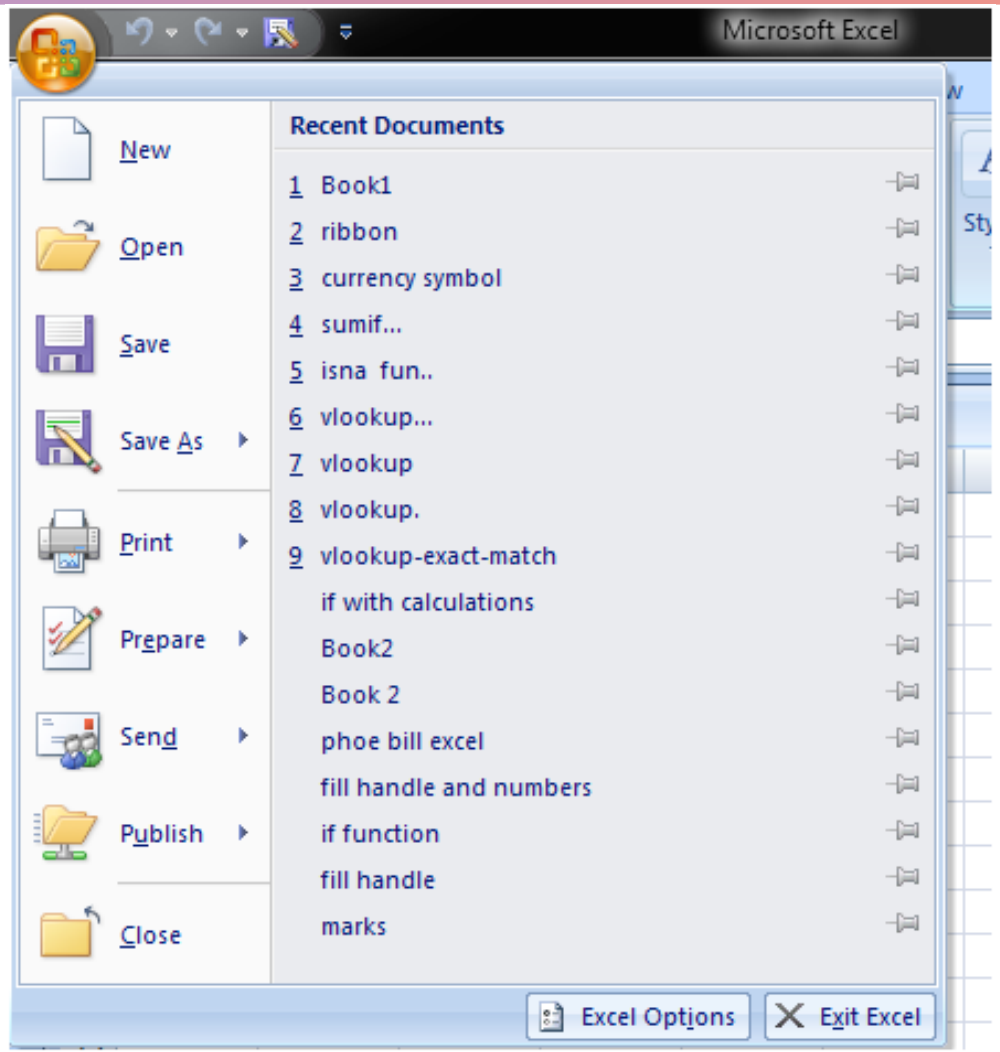 Microsoft Excel
New
Open
Save
Save As
Print
Prepare
Send
Publish
Close
Recent Documents
1 Book1
2 ribbon
3 currency symbol
4 sumif...
5 isna fun..
6 vlookup...
7 vlookup
8 vlookup.
9 vlookup-exact-match
if with calculations
Book2
Book 2
phoe bill excel
fill handle and numbers
if function
fill handle
marks
Excel Options
Exit Excel